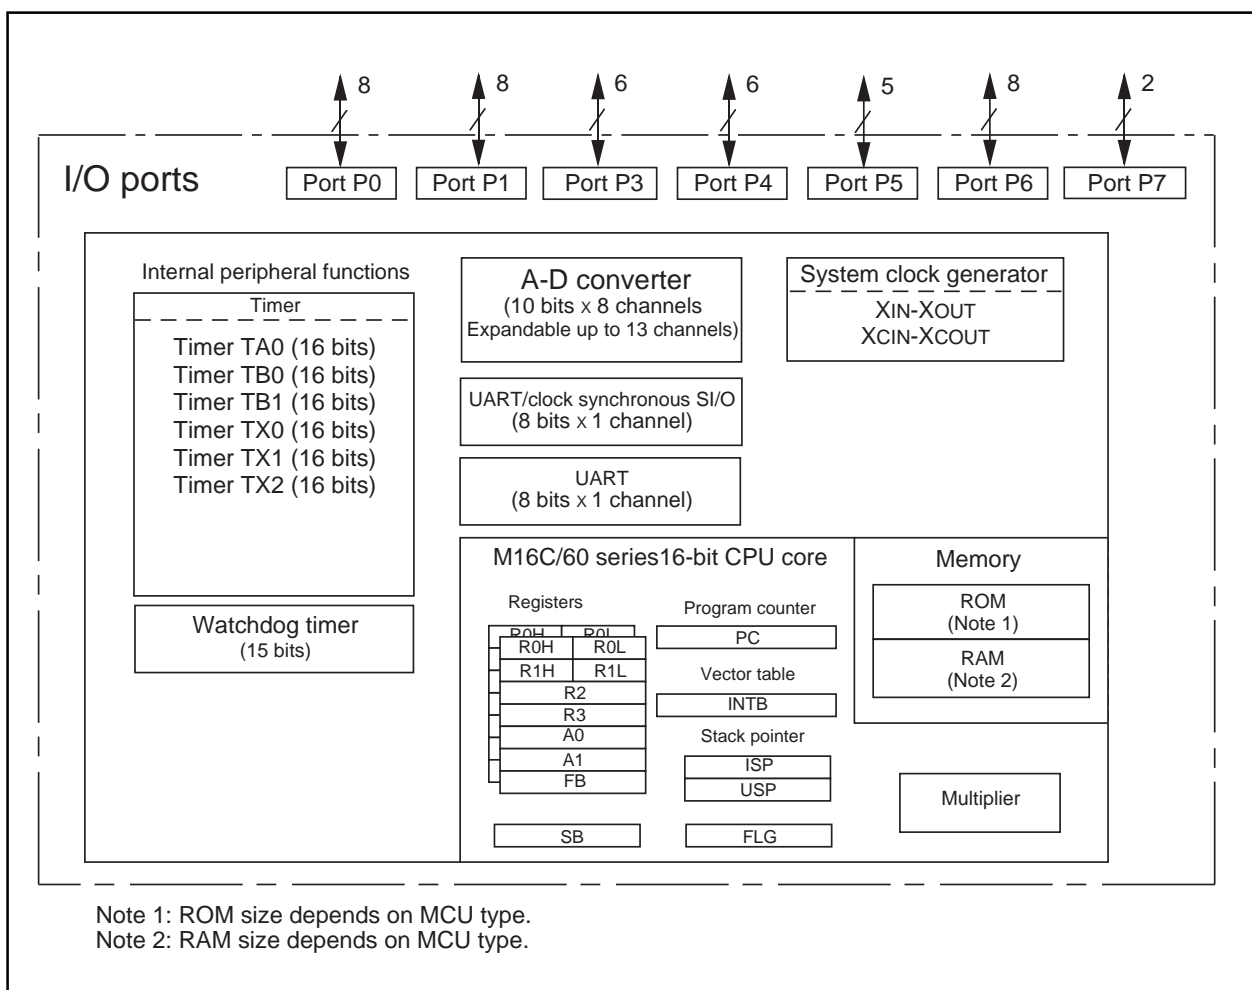 8 8 6 6 5 8 2
I/O ports
Port P0 Port P1 Port P3 Port P4 Port P5 Port P6 Port P7
Internal peripheral functions
Timer
Timer TA0 (16 bits)
Timer TB0 (16 bits)
Timer TB1 (16 bits)
Timer TX0 (16 bits)
Timer TX1 (16 bits)
Timer TX2 (16 bits)
Watchdog timer
(15 bits)
A-D converter
(10 bits x 8 channels
Expandable up to 13 channels)
UART/clock synchronous SI/O
(8 bits x 1 channel)
UART
(8 bits x 1 channel)
System clock generator
XIN-XOUT
XCIN-XCOUT
M16C/60 series16-bit CPU core
Registers
R0H R0L
R0H R0L
R1H R1L
R2
R3
A0
A1
FB
SB
Program counter
PC
Vector table
INTB
Stack pointer
ISP
USP
FLG
Memory
ROM
(Note 1)
RAM
(Note 2)
Multiplier
Note 1: ROM size depends on MCU type.
Note 2: RAM size depends on MCU type.